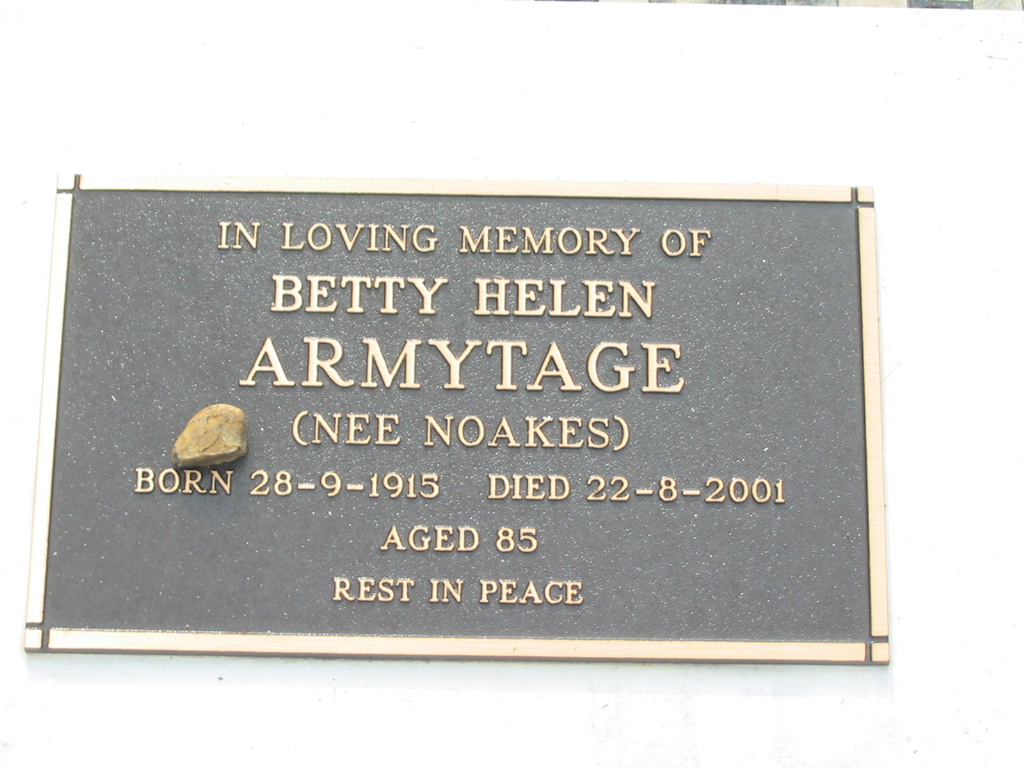 IN LOVING MEMORY OF
BETTY HELEN
ARMYTAGE
(NEE NOAKES)
BORN 28-9-1915 DIED 22-8-2001
AGED 85
REST IN PEACE